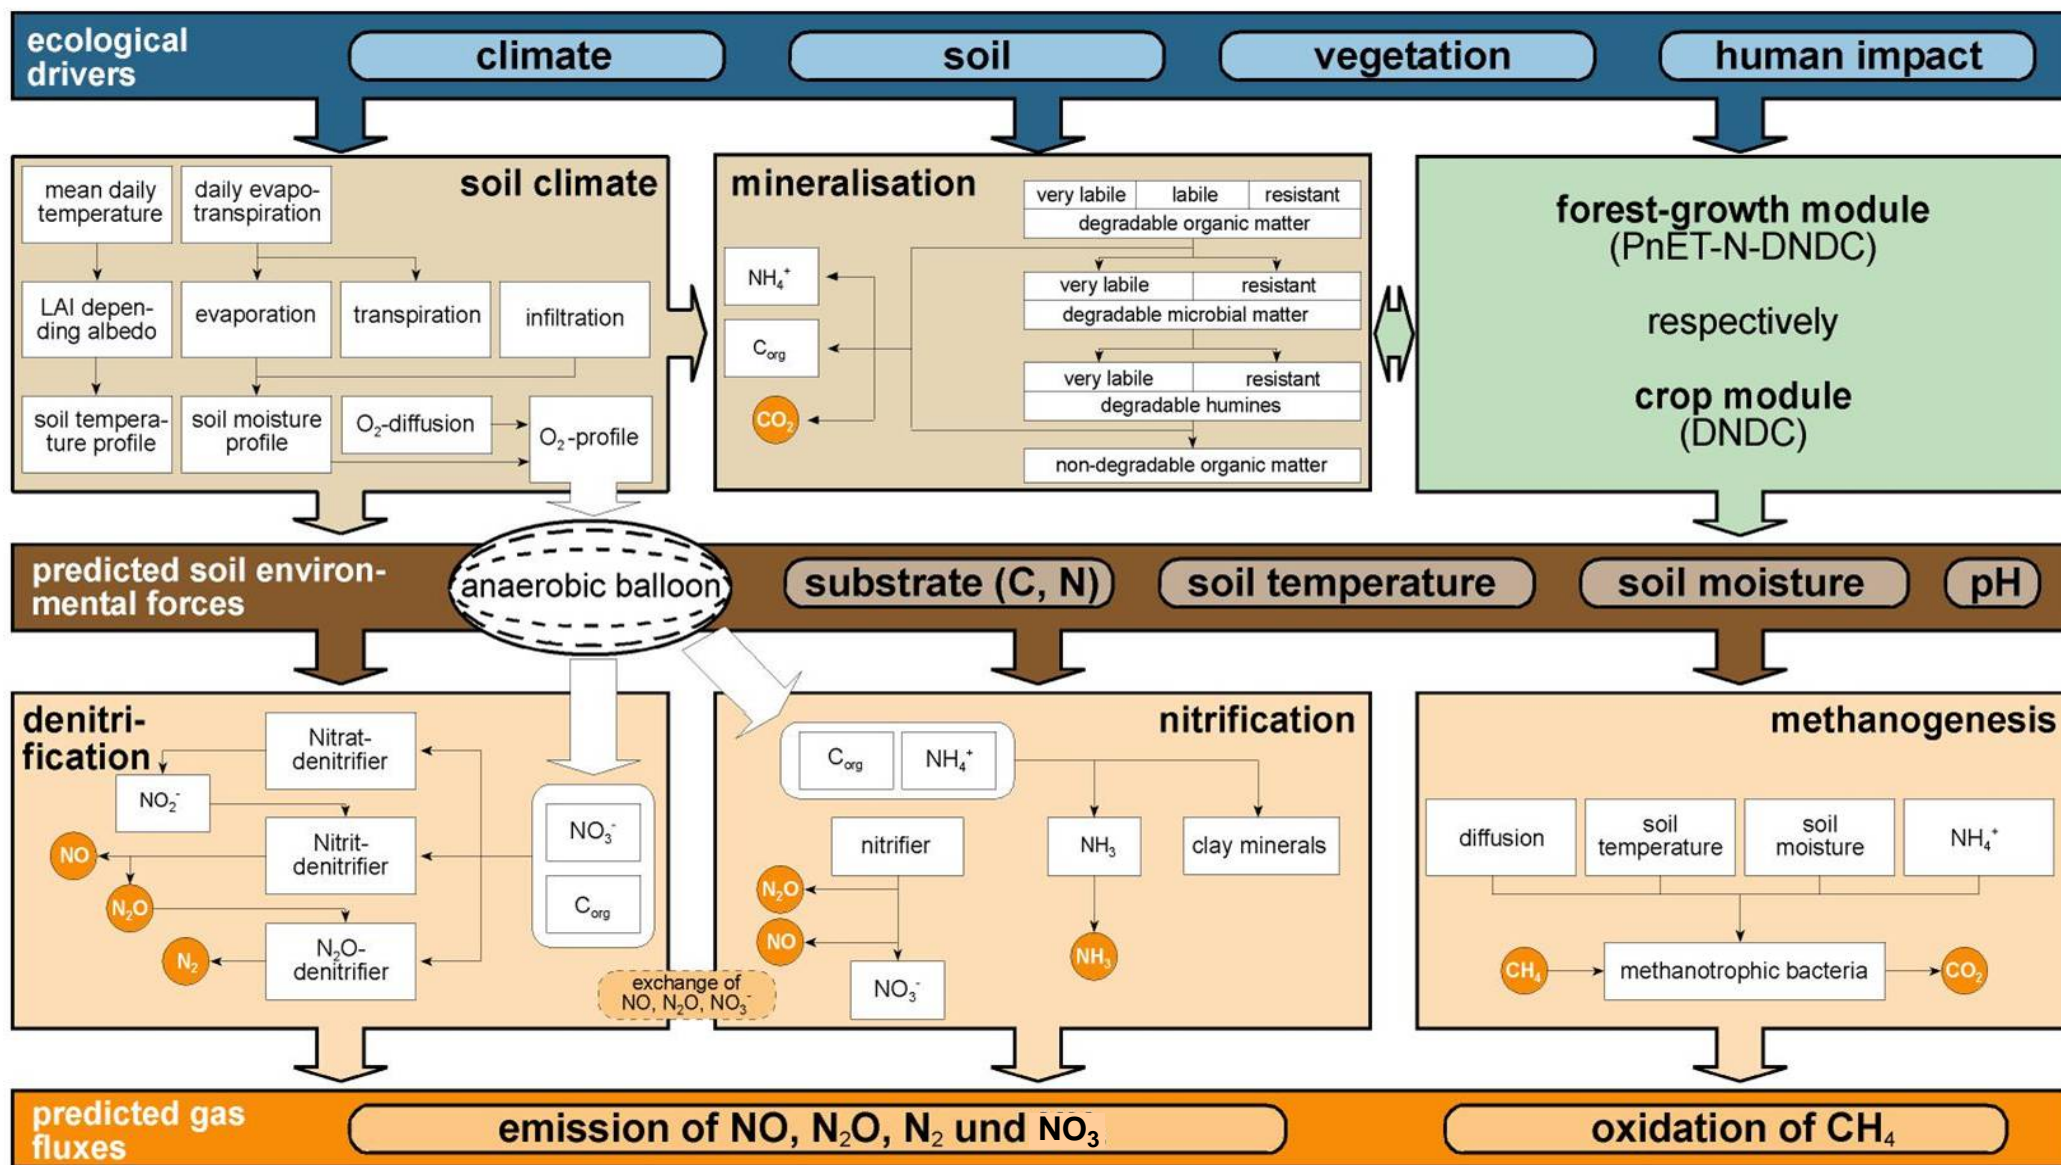 ecological
drivers
climate
soil
vegetation
human impact
soil climate
mean daily
temperature
daily evapo-
transpiration
LAI depen-
ding albedo
evaporation
transpiration
infiltration
soil tempera-
ture profile
soil moisture
profile
O₂-diffusion
O₂-profile
mineralisation
very labile
labile
resistant
degradable organic matter
NH₄⁺
very labile
resistant
degradable microbial matter
C_org
very labile
resistant
degradable humines
CO₂
non-degradable organic matter
forest-growth module
(PnET-N-DNDC)
respectively
crop module
(DNDC)
predicted soil environ-
mental forces
anaerobic balloon
substrate (C, N)
soil temperature
soil moisture
pH
denitri-
fication
Nitrat-
denitrifier
NO₂⁻
Nitrit-
denitrifier
NO
N₂O
N₂O-
denitrifier
N₂
NO₃⁻
C_org
exchange of
NO, N₂O, NO₃⁻
nitrification
C_org
NH₄⁺
nitrifier
NH₃
clay minerals
N₂O
NO
NO₃⁻
NH₃
methanogenesis
diffusion
soil
temperature
soil
moisture
NH₄⁺
CH₄
methanotrophic bacteria
CO₂
predicted gas
fluxes
emission of NO, N₂O, N₂ und NO₃
oxidation of CH₄